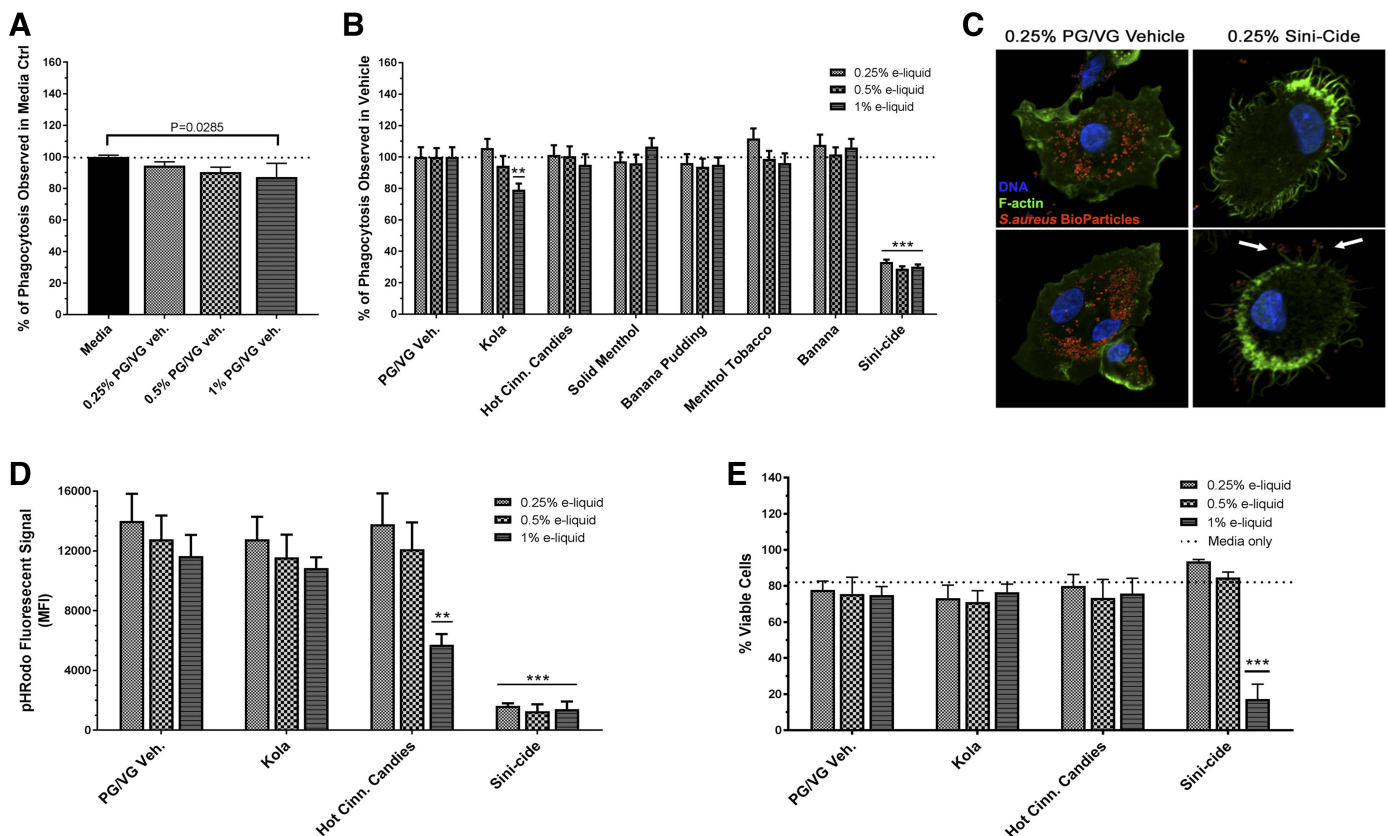 A
% of Phagocytosis Observed in Media Ctrl
160
140
120
100
80
60
40
20
0
P=0.0285
Media
0.25% PG/VG veh.
0.5% PG/VG veh.
1% PG/VG veh.
B
% of Phagocytosis Observed in Vehicle
160
140
120
100
80
60
40
20
0
0.25% e-liquid
0.5% e-liquid
1% e-liquid
**
***
PG/VG Veh.
Kola
Hot Cinn. Candies
Solid Menthol
Banana Pudding
Menthol Tobacco
Banana
Sini-cide
C
0.25% PG/VG Vehicle
0.25% Sini-Cide
DNA
F-actin
S.aureus BioParticles
D
pHRodo Fluorescent Signal
(MFI)
16000
12000
8000
4000
0
0.25% e-liquid
0.5% e-liquid
1% e-liquid
**
***
PG/VG Veh.
Kola
Hot Cinn. Candies
Sini-cide
E
% Viable Cells
140
120
100
80
60
40
20
0
0.25% e-liquid
0.5% e-liquid
1% e-liquid
Media only
***
PG/VG Veh.
Kola
Hot Cinn. Candies
Sini-cide